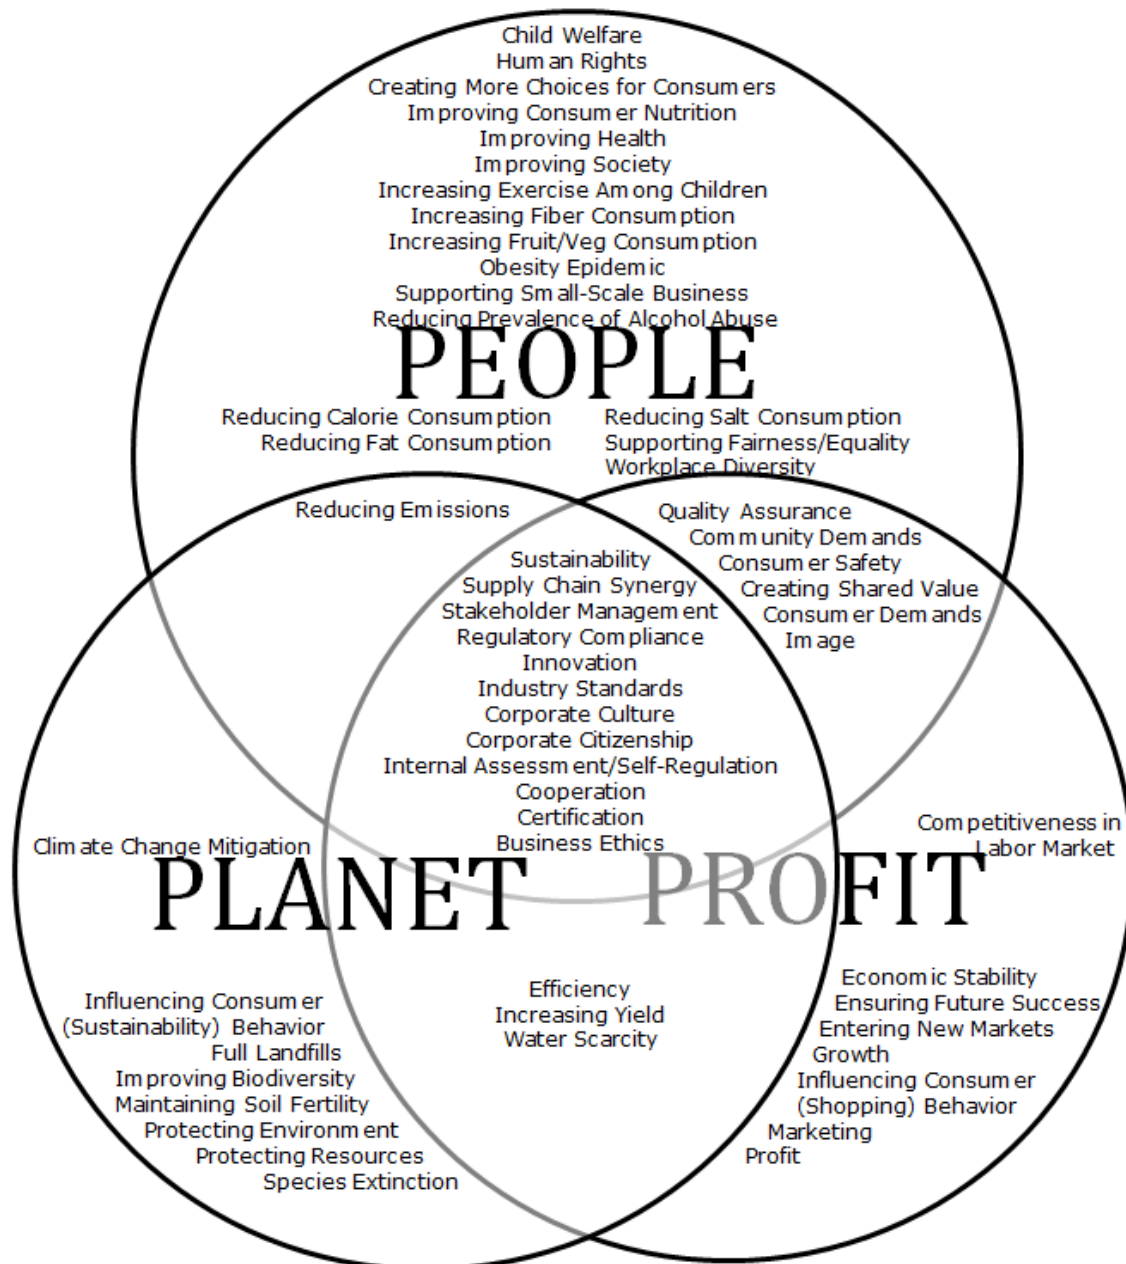 Child Welfare
Human Rights
Creating More Choices for Consumers
Improving Consumer Nutrition
Improving Health
Improving Society
Increasing Exercise Among Children
Increasing Fiber Consumption
Increasing Fruit/Veg Consumption
Obesity Epidemic
Supporting Small-Scale Business
Reducing Prevalence of Alcohol Abuse
PEOPLE
Reducing Calorie Consumption
Reducing Fat Consumption
Reducing Salt Consumption
Supporting Fairness/Equality
Workplace Diversity
Reducing Emissions
Quality Assurance
Community Demands
Consumer Safety
Creating Shared Value
Consumer Demands
Image
Sustainability
Supply Chain Synergy
Stakeholder Management
Regulatory Compliance
Innovation
Industry Standards
Corporate Culture
Corporate Citizenship
Internal Assessment/Self-Regulation
Cooperation
Certification
Business Ethics
Climate Change Mitigation
PLANET
Influencing Consumer
(Sustainability) Behavior
Full Landfills
Improving Biodiversity
Maintaining Soil Fertility
Protecting Environment
Protecting Resources
Species Extinction
Efficiency
Increasing Yield
Water Scarcity
Competitiveness in
Labor Market
PROFIT
Economic Stability
Ensuring Future Success
Entering New Markets
Growth
Influencing Consumer
(Shopping) Behavior
Marketing
Profit